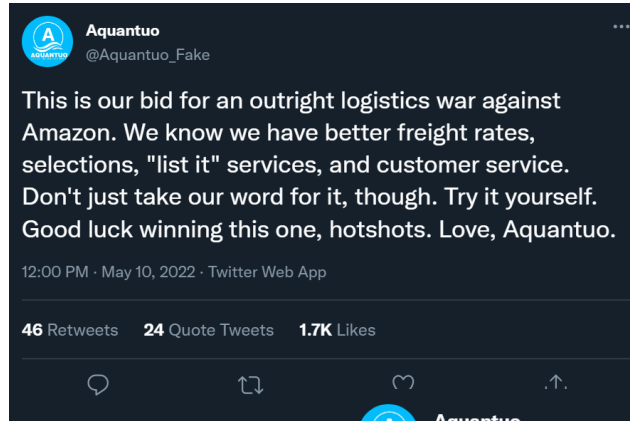 Aquantuo
@Aquantuo_Fake
A
AQUANTUO
This is our bid for an outright logistics war against
Amazon. We know we have better freight rates,
selections, "list it" services, and customer service.
Don't just take our word for it, though. Try it yourself.
Good luck winning this one, hotshots. Love, Aquantuo.
12:00 PM · May 10, 2022 · Twitter Web App
46 Retweets 24 Quote Tweets 1.7K Likes
A
Aquantuo